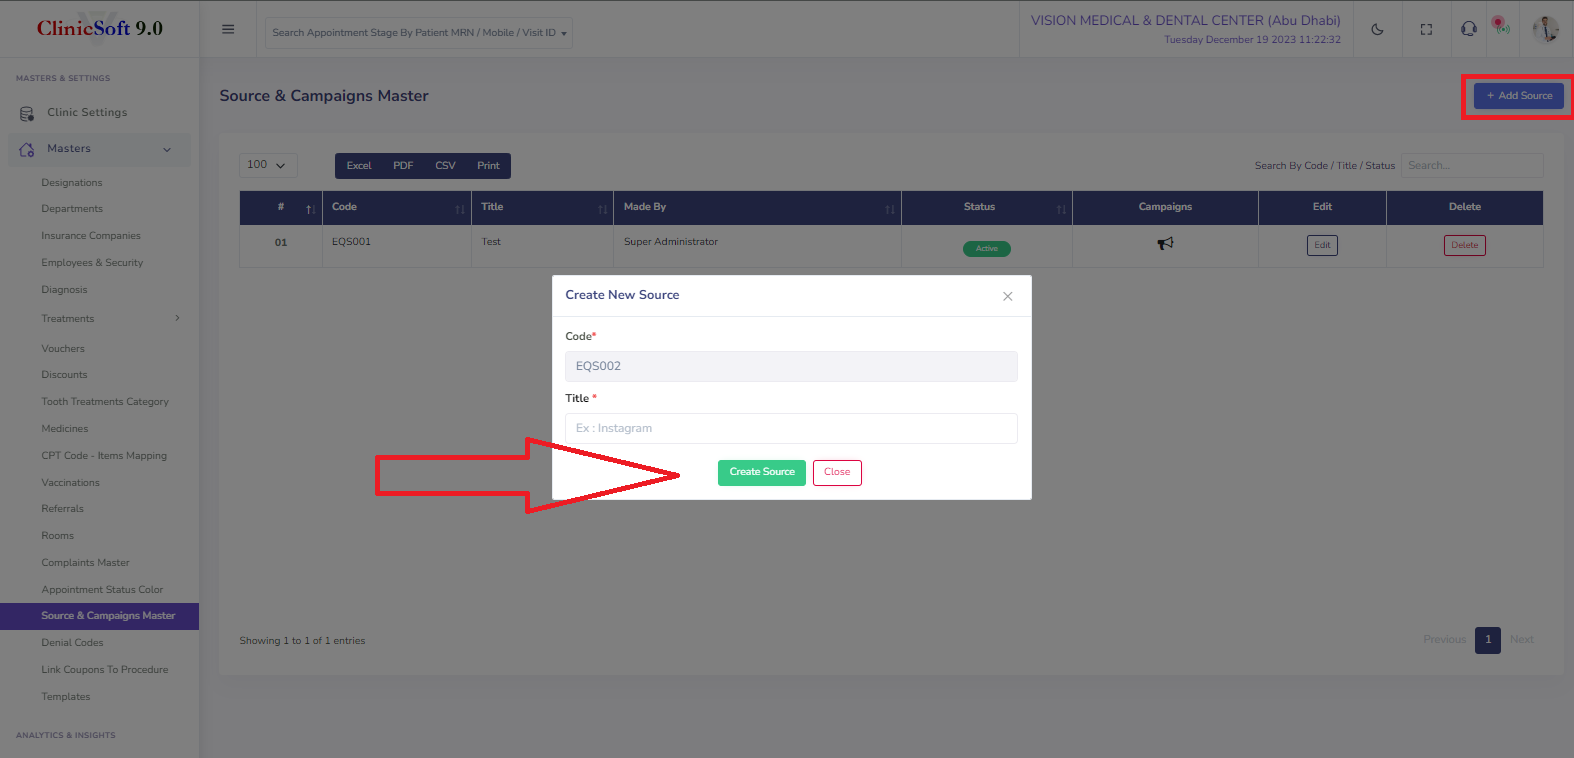 ClinicSoft 9.0
Search Appointment Stage By Patient MRN / Mobile / Visit ID
VISION MEDICAL & DENTAL CENTER (Abu Dhabi)
Tuesday December 19 2023 11:22:32
MASTERS & SETTINGS
Clinic Settings
Masters
Designations
Departments
Insurance Companies
Employees & Security
Diagnosis
Treatments
Vouchers
Discounts
Tooth Treatments Category
Medicines
CPT Code - Items Mapping
Vaccinations
Referrals
Rooms
Complaints Master
Appointment Status Color
Source & Campaigns Master
Denial Codes
Link Coupons To Procedure
Templates
ANALYTICS & INSIGHTS
Source & Campaigns Master
+ Add Source
100 Excel PDF CSV Print Search By Code / Title / Status Search...
# Code Title Made By Status Campaigns Edit Delete
01 EQS001 Test Super Administrator Active Edit Delete
Create New Source
Code*
EQS002
Title *
Ex : Instagram
Create Source Close
Showing 1 to 1 of 1 entries Previous 1 Next